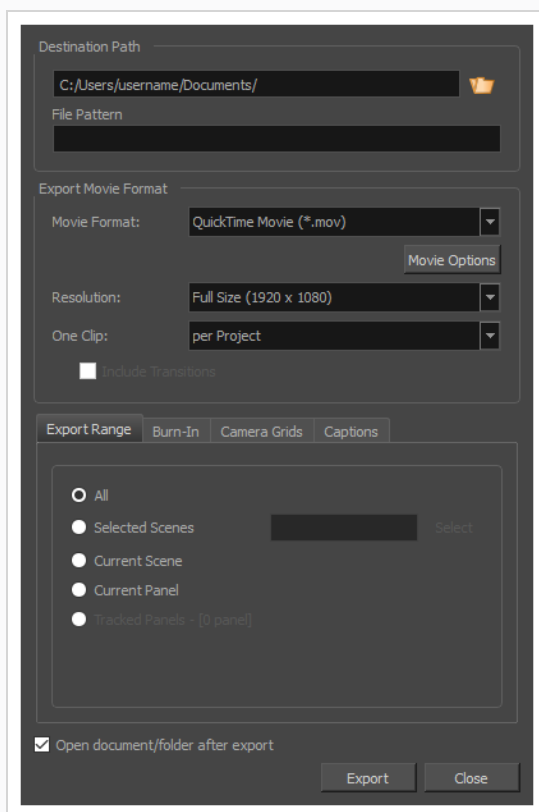 Destination Path
C:/Users/username/Documents/
File Pattern
Export Movie Format
Movie Format: QuickTime Movie (*.mov)
Movie Options
Resolution: Full Size (1920 x 1080)
One Clip: per Project
Include Transitions
Export Range Burn-In Camera Grids Captions
All
Selected Scenes Select
Current Scene
Current Panel
Tracked Panels - [0 panel]
Open document/folder after export
Export Close